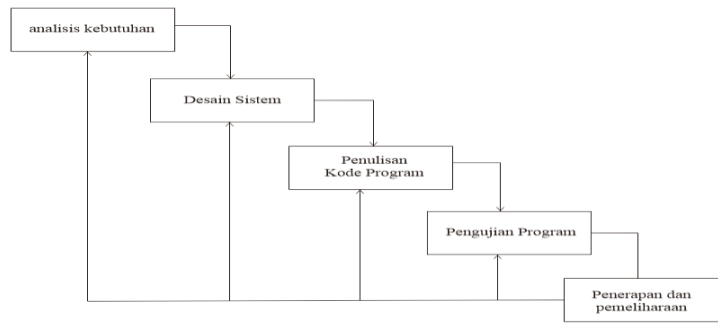 analisis kebutuhan
Desain Sistem
Penulisan
Kode Program
Pengujian Program
Penerapan dan
pemeliharaan